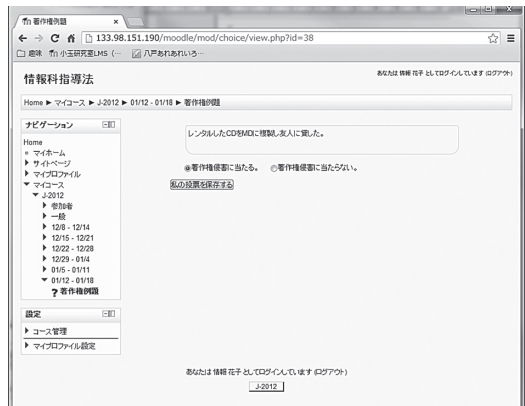 著作権例題
133.98.151.190/moodle/mod/choice/view.php?id=38
趣味 小玉研究室LMS (… 八戸あれあれいろ…
情報科指導法
あなたは 情報 花子 としてログインしています (ログアウト)
Home ► マイコース ► J-2012 ► 01/12 - 01/18 ► 著作権例題
ナビゲーション
Home
マイホーム
サイトページ
マイプロファイル
マイコース
J-2012
参加者
一般
12/8 - 12/14
12/15 - 12/21
12/22 - 12/28
12/29 - 01/4
01/5 - 01/11
01/12 - 01/18
著作権例題
設定
コース管理
マイプロファイル設定
レンタルしたCDをMDに複製し友人に貸した。
著作権侵害に当たる。 著作権侵害に当たらない。
私の投票を保存する
あなたは 情報 花子 としてログインしています (ログアウト)
J-2012